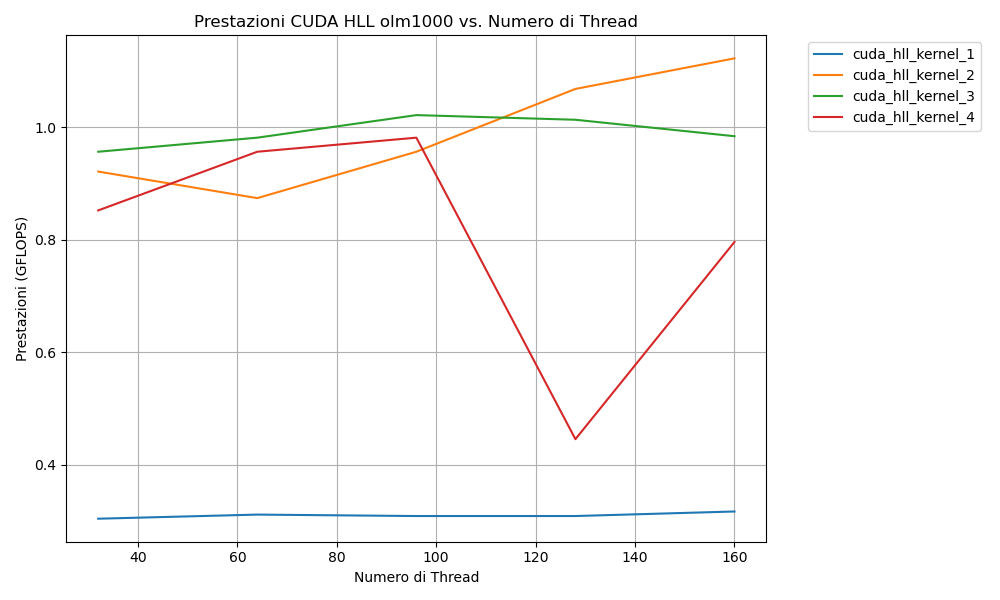 Prestazioni CUDA HLL olm1000 vs. Numero di Thread
cuda_hll_kernel_1
cuda_hll_kernel_2
cuda_hll_kernel_3
cuda_hll_kernel_4
Prestazioni (GFLOPS)
1.0
0.8
0.6
0.4
40 60 80 100 120 140 160
Numero di Thread